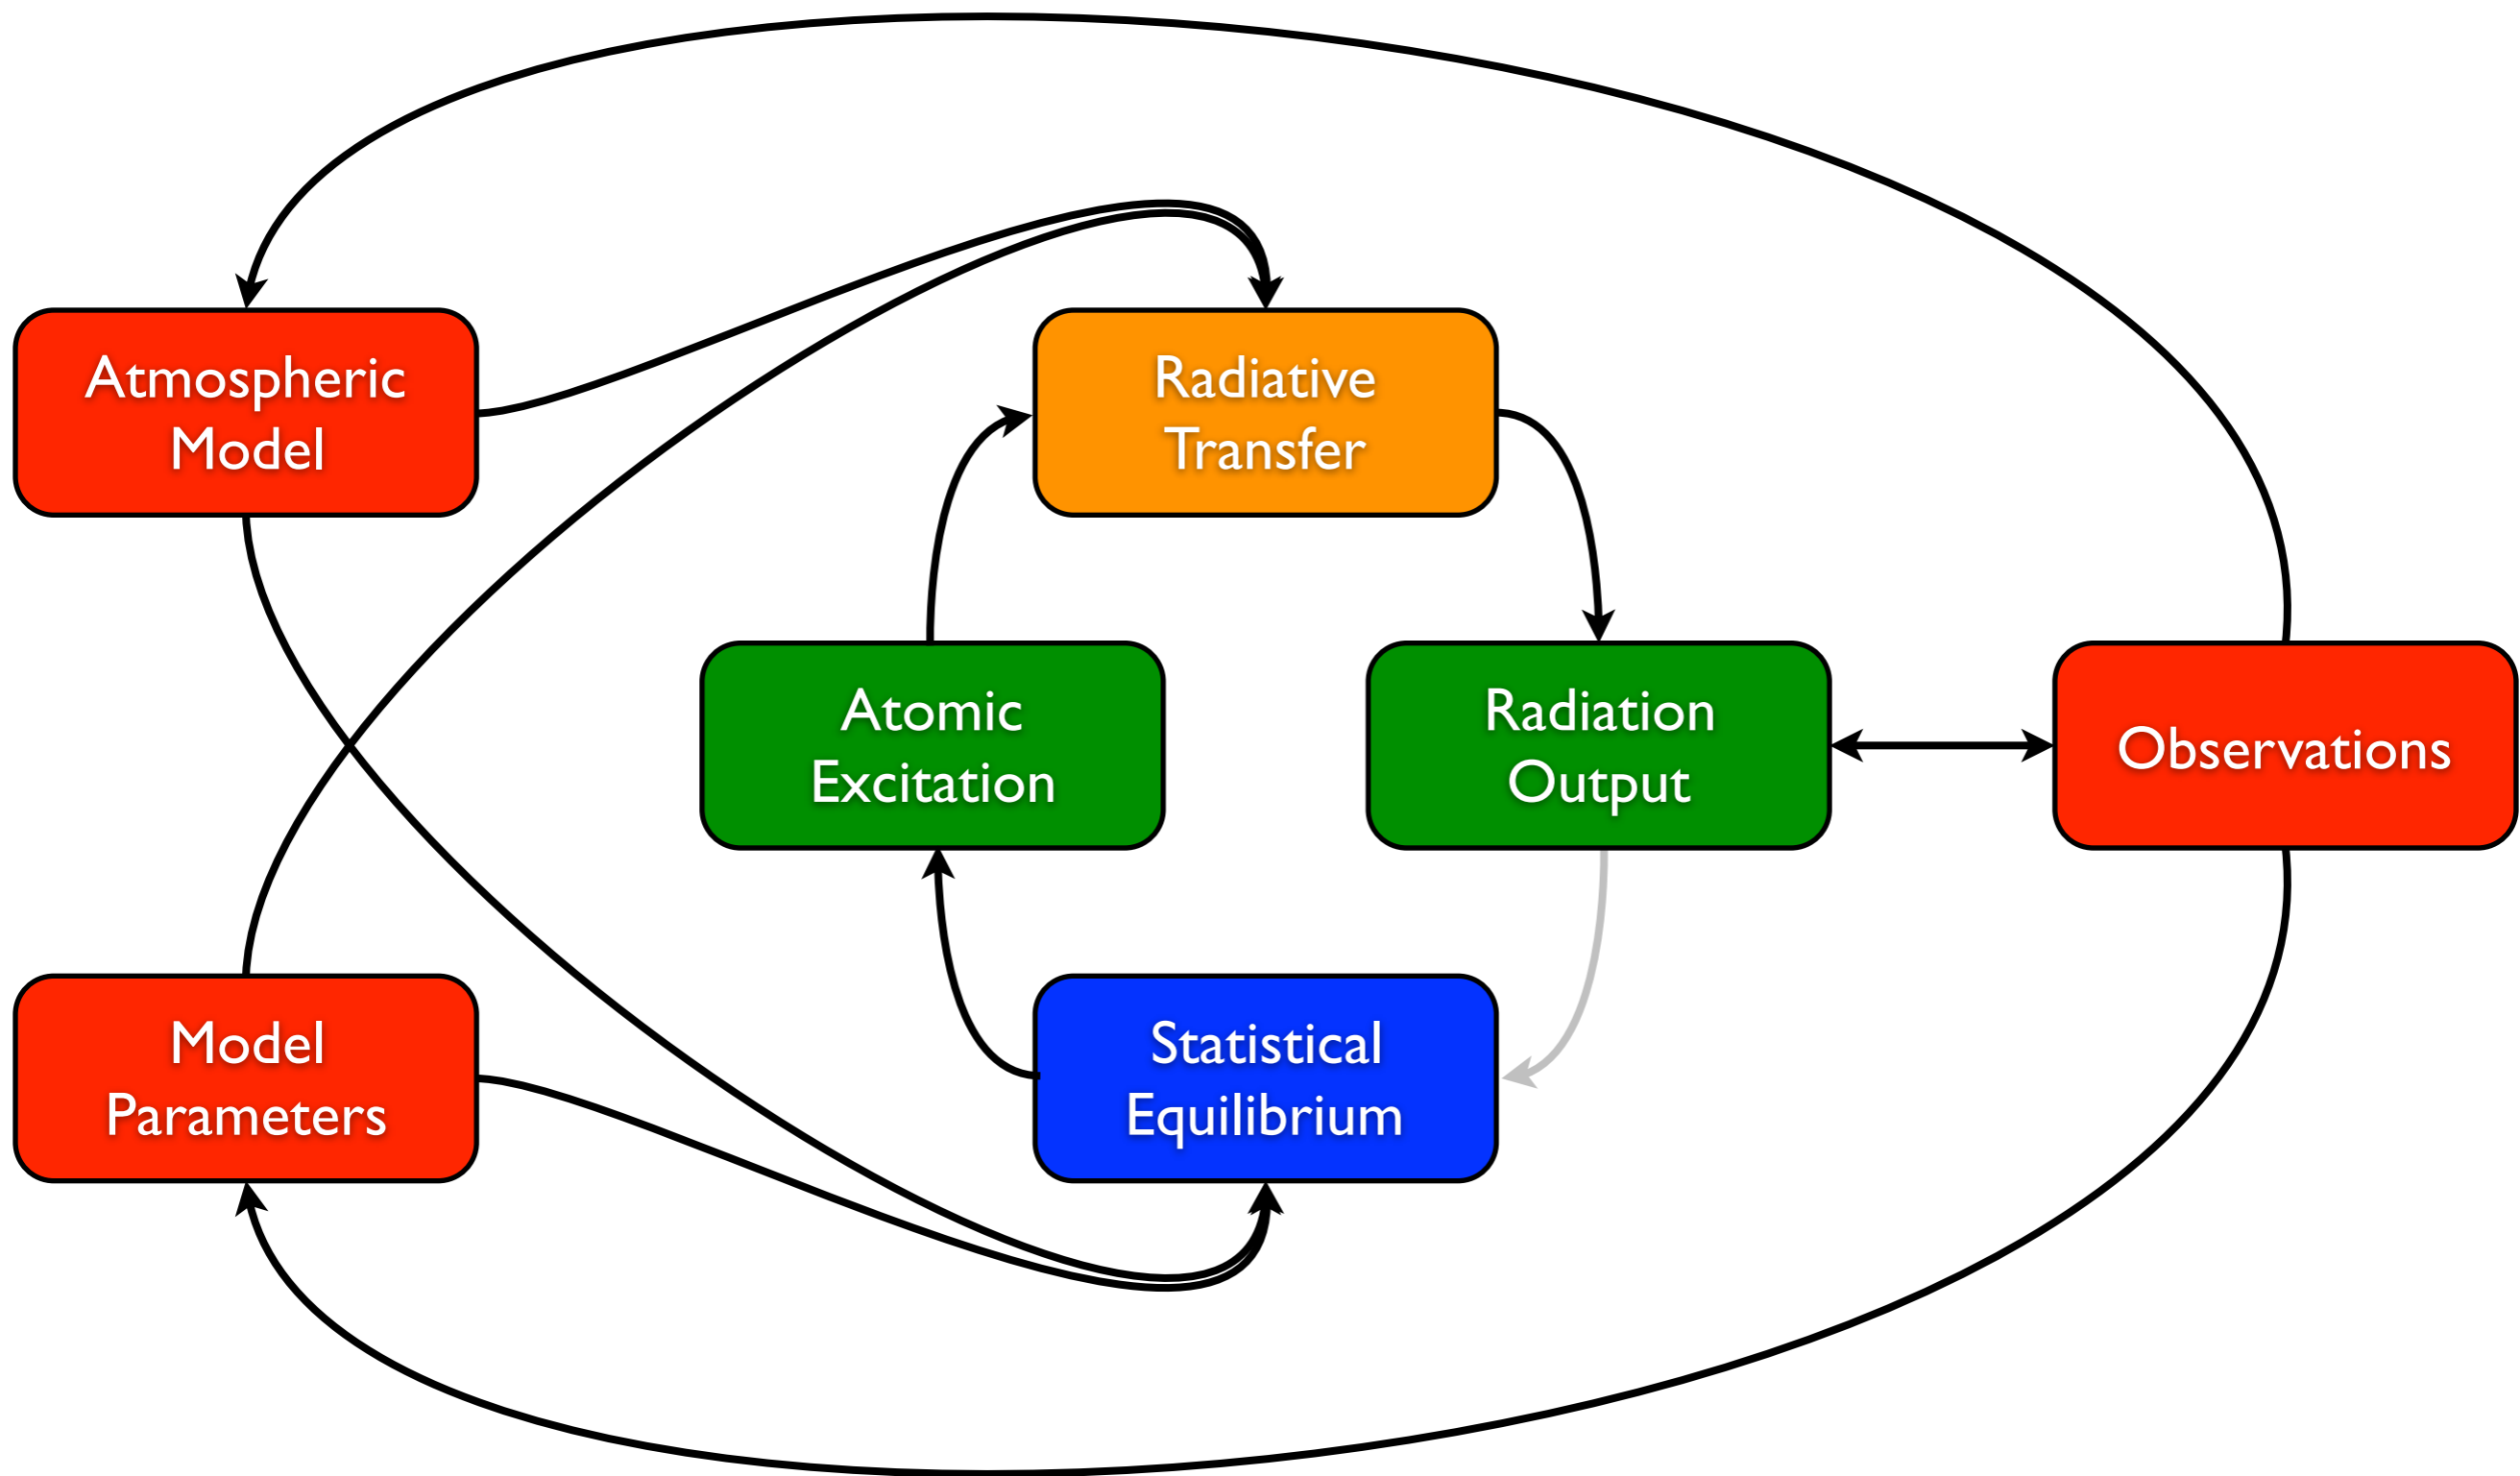 Atmospheric
Model
Radiative
Transfer
Atomic
Excitation
Radiation
Output
Observations
Model
Parameters
Statistical
Equilibrium